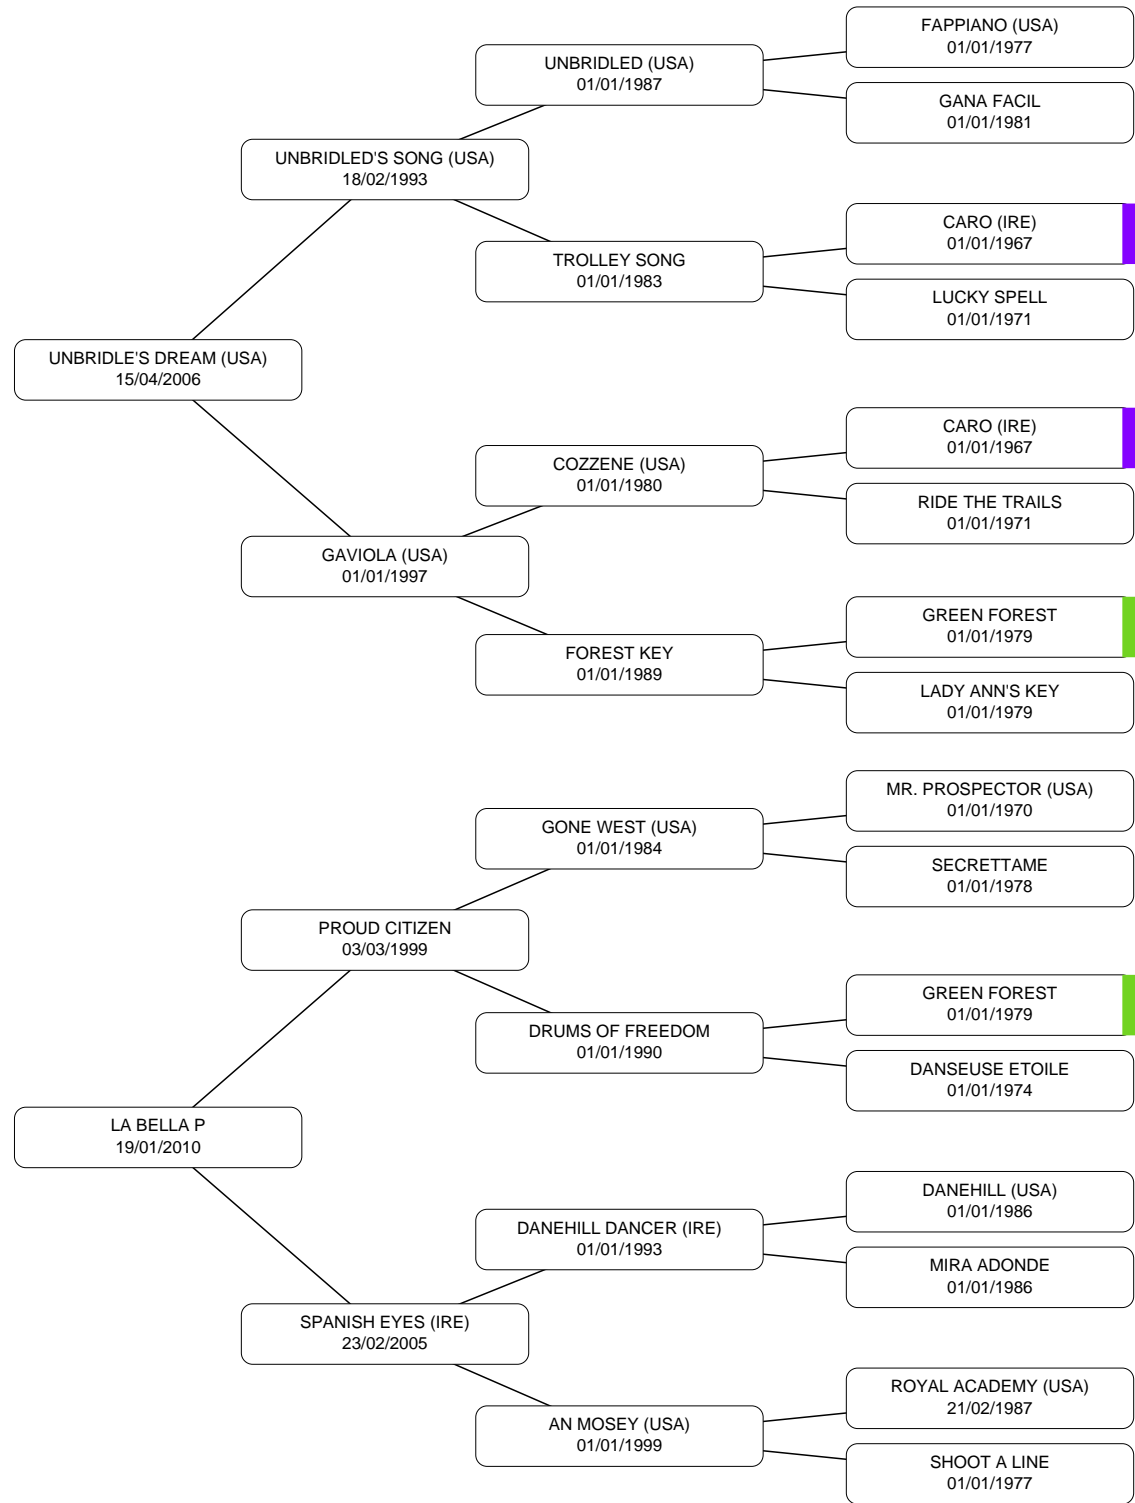 FAPPIANO (USA)
01/01/1977
UNBRIDLED (USA)
01/01/1987
GANA FACIL
01/01/1981
UNBRIDLED'S SONG (USA)
18/02/1993
CARO (IRE)
01/01/1967
TROLLEY SONG
01/01/1983
LUCKY SPELL
01/01/1971
UNBRIDLE'S DREAM (USA)
15/04/2006
CARO (IRE)
01/01/1967
COZZENE (USA)
01/01/1980
RIDE THE TRAILS
01/01/1971
GAVIOLA (USA)
01/01/1997
GREEN FOREST
01/01/1979
FOREST KEY
01/01/1989
LADY ANN'S KEY
01/01/1979
MR. PROSPECTOR (USA)
01/01/1970
GONE WEST (USA)
01/01/1984
SECRETTAME
01/01/1978
PROUD CITIZEN
03/03/1999
GREEN FOREST
01/01/1979
DRUMS OF FREEDOM
01/01/1990
DANSEUSE ETOILE
01/01/1974
LA BELLA P
19/01/2010
DANEHILL (USA)
01/01/1986
DANEHILL DANCER (IRE)
01/01/1993
MIRA ADONDE
01/01/1986
SPANISH EYES (IRE)
23/02/2005
ROYAL ACADEMY (USA)
21/02/1987
AN MOSEY (USA)
01/01/1999
SHOOT A LINE
01/01/1977